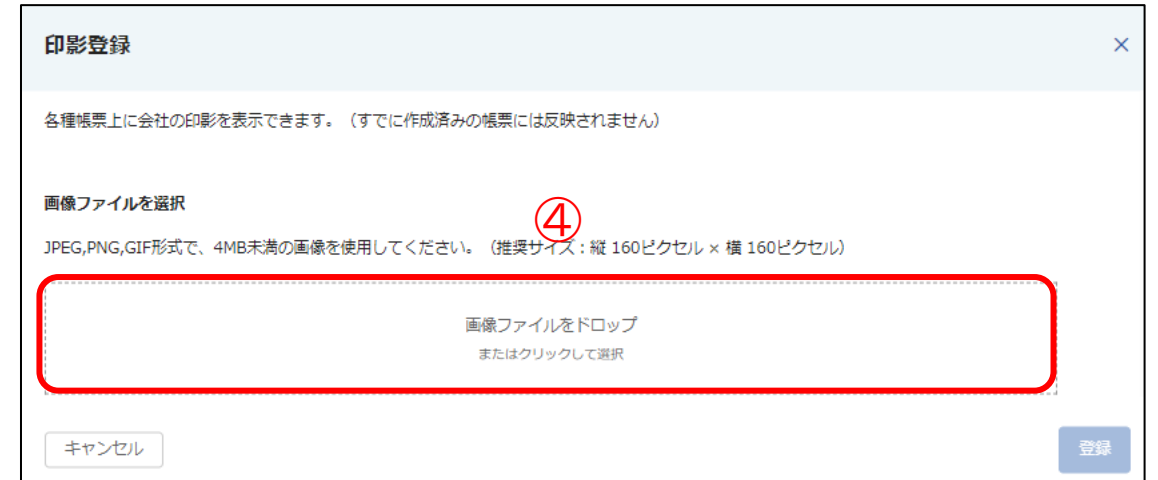 印影登録
×
各種帳票上に会社の印影を表示できます。（すでに作成済みの帳票には反映されません）
画像ファイルを選択
④
JPEG,PNG,GIF形式で、4MB未満の画像を使用してください。（推奨サイズ：縦 160ピクセル × 横 160ピクセル）
画像ファイルをドロップ
またはクリックして選択
キャンセル
登録